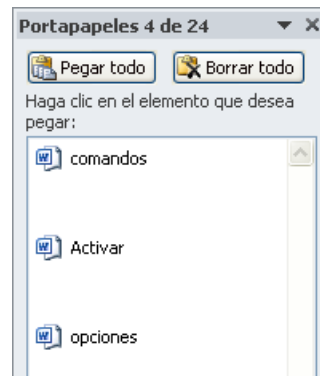 Portapapeles 4 de 24
Pegar todo Borrar todo
Haga clic en el elemento que desea
pegar:
comandos
Activar
opciones